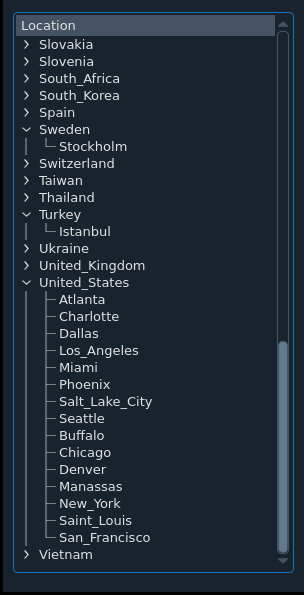 Location
Slovakia
Slovenia
South_Africa
South_Korea
Spain
Sweden
Stockholm
Switzerland
Taiwan
Thailand
Turkey
Istanbul
Ukraine
United_Kingdom
United_States
Atlanta
Charlotte
Dallas
Los_Angeles
Miami
Phoenix
Salt_Lake_City
Seattle
Buffalo
Chicago
Denver
Manassas
New_York
Saint_Louis
San_Francisco
Vietnam